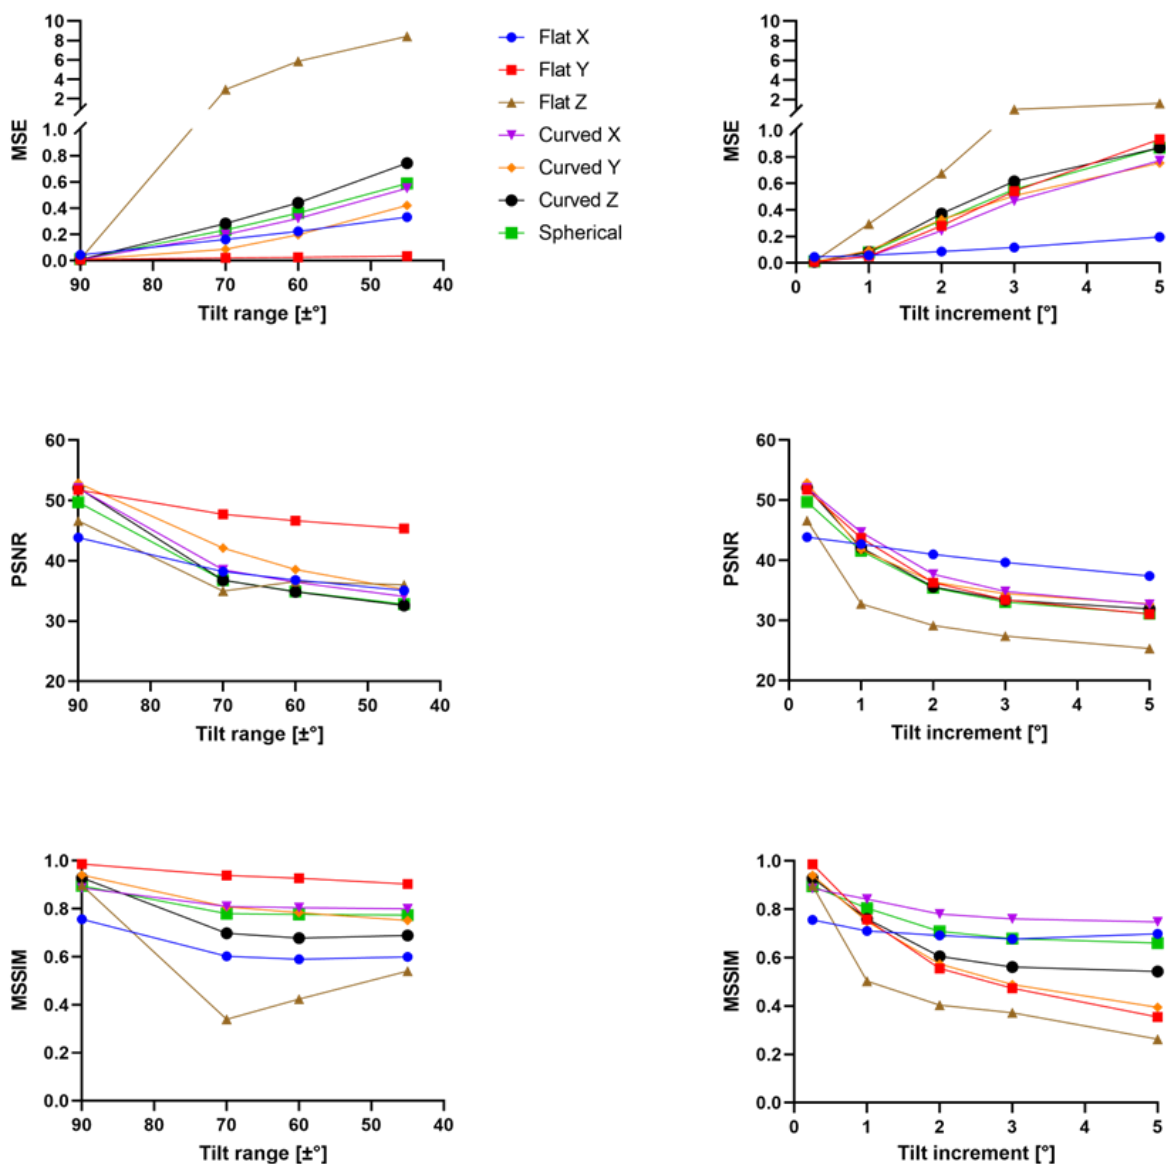 10
8
6
4
2
1.0
0.8
0.6
0.4
0.2
0.0
MSE
90 80 70 60 50 40
Tilt range [±°]
Flat X
Flat Y
Flat Z
Curved X
Curved Y
Curved Z
Spherical
10
8
6
4
2
1.0
0.8
0.6
0.4
0.2
0.0
MSE
0 1 2 3 4 5
Tilt increment [°]
60
50
40
30
20
PSNR
90 80 70 60 50 40
Tilt range [±°]
60
50
40
30
20
PSNR
0 1 2 3 4 5
Tilt increment [°]
1.0
0.8
0.6
0.4
0.2
0.0
MSSIM
90 80 70 60 50 40
Tilt range [±°]
1.0
0.8
0.6
0.4
0.2
0.0
MSSIM
0 1 2 3 4 5
Tilt increment [°]